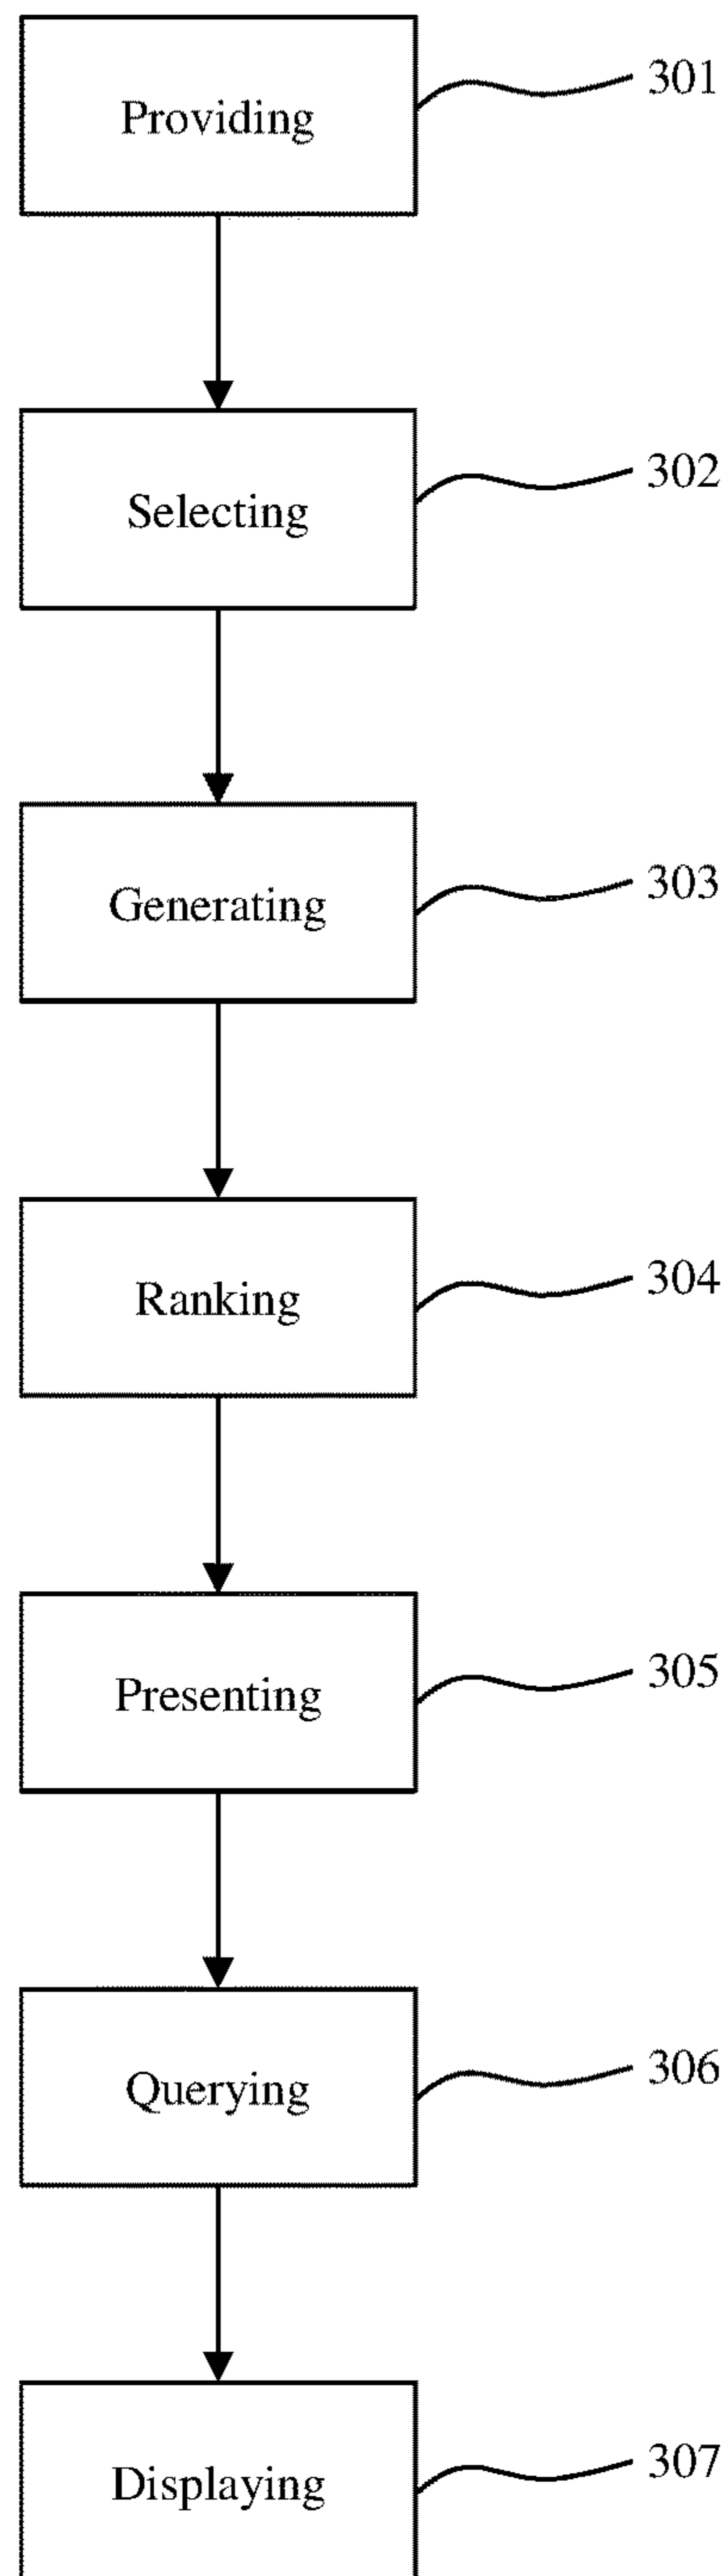 Providing
301
Selecting
302
Generating
303
Ranking
304
Presenting
305
Querying
306
Displaying
307